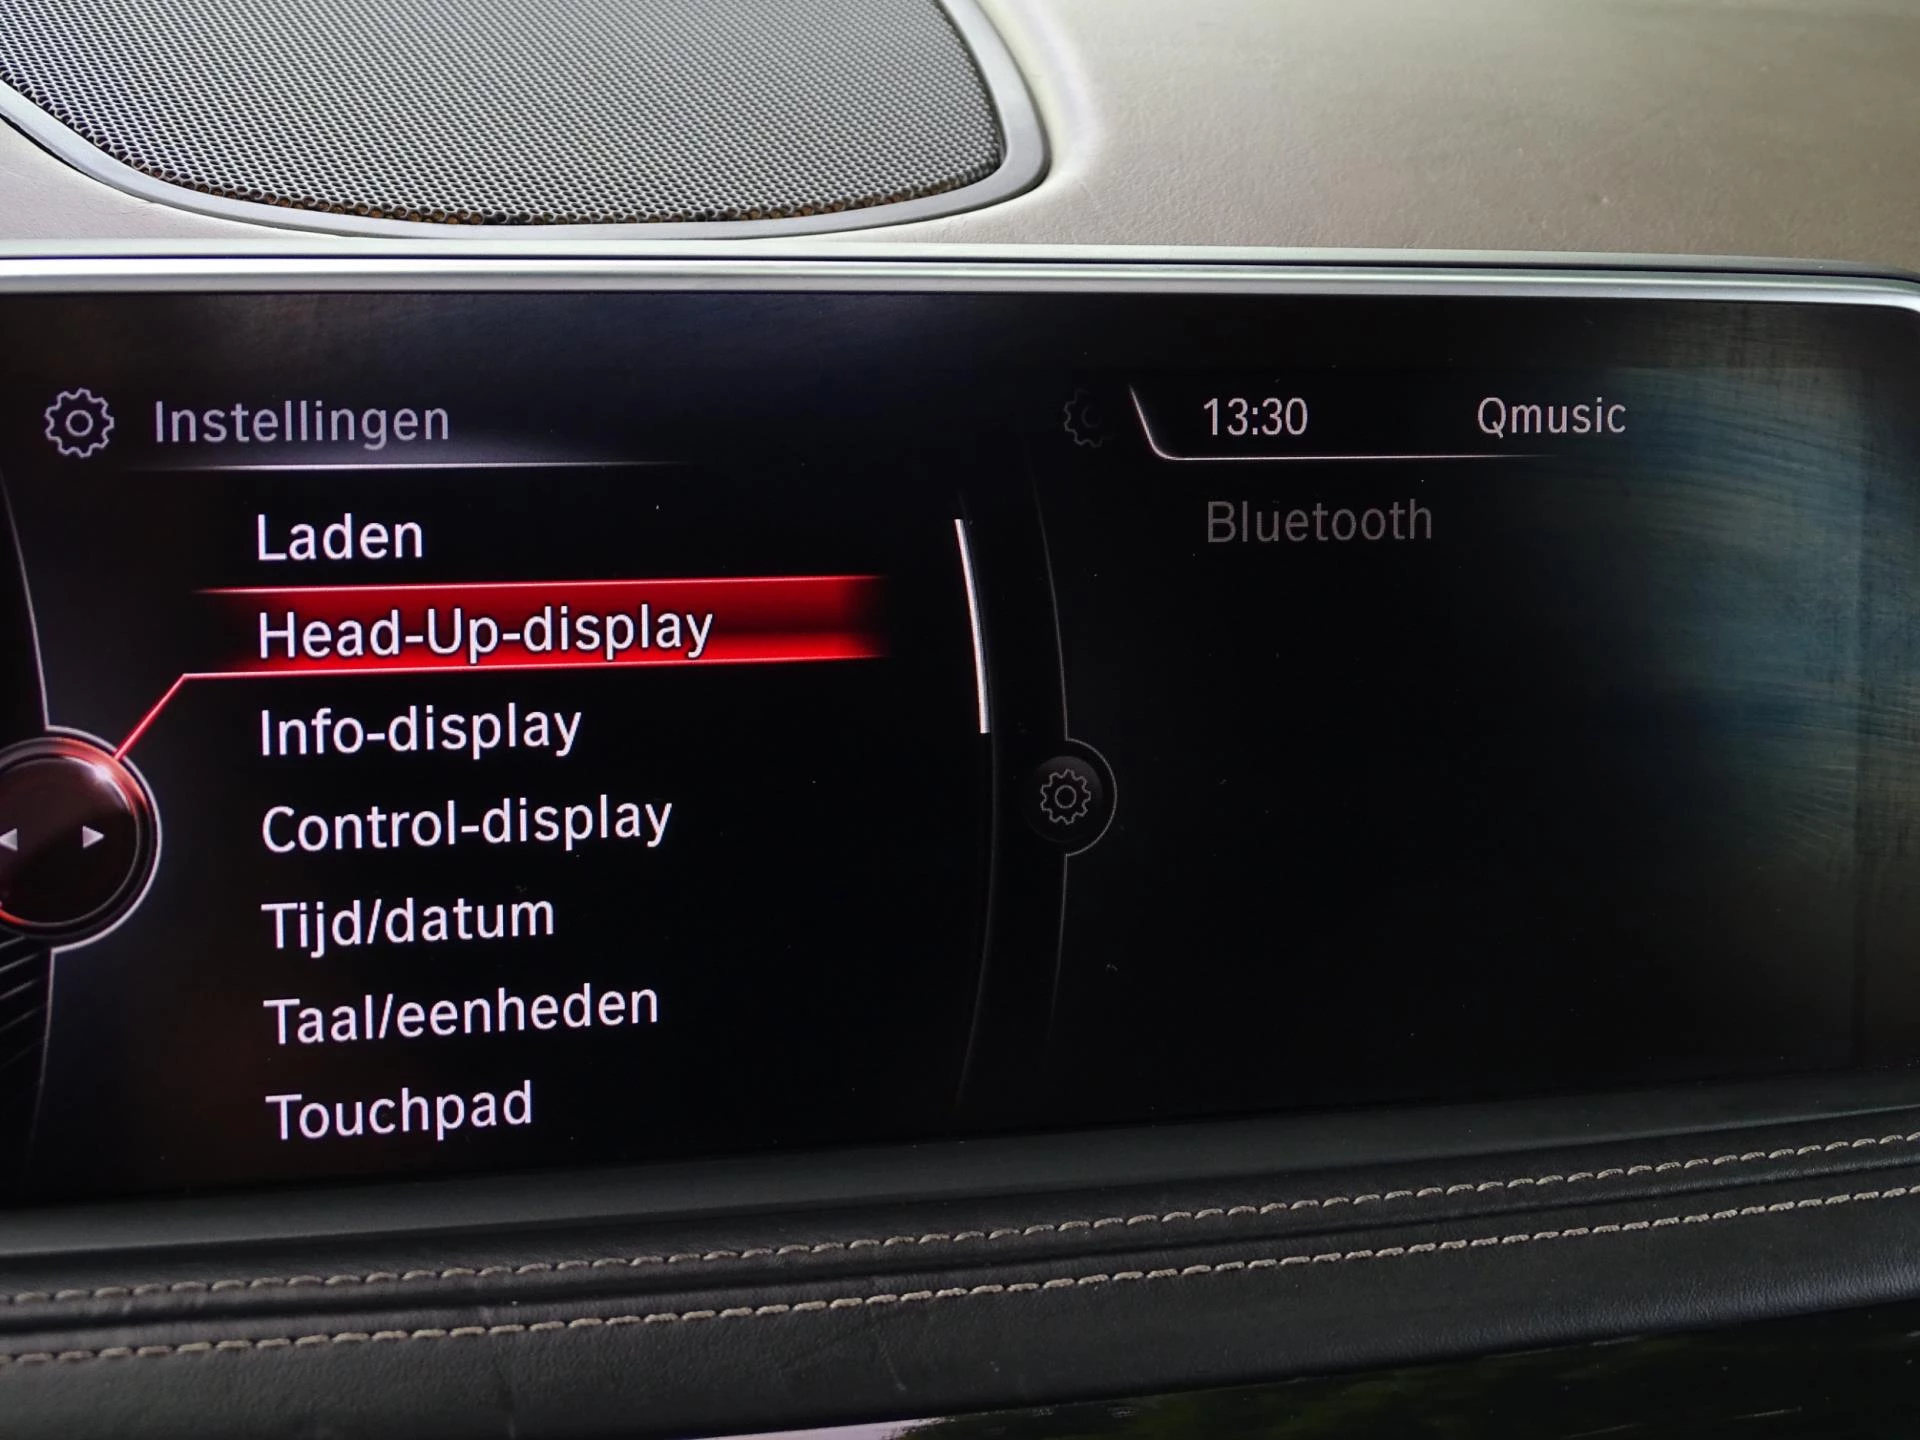 Instellingen
13:30 Qmusic
Bluetooth
Laden
Head-Up-display
Info-display
Control-display
Tijd/datum
Taal/eenheden
Touchpad